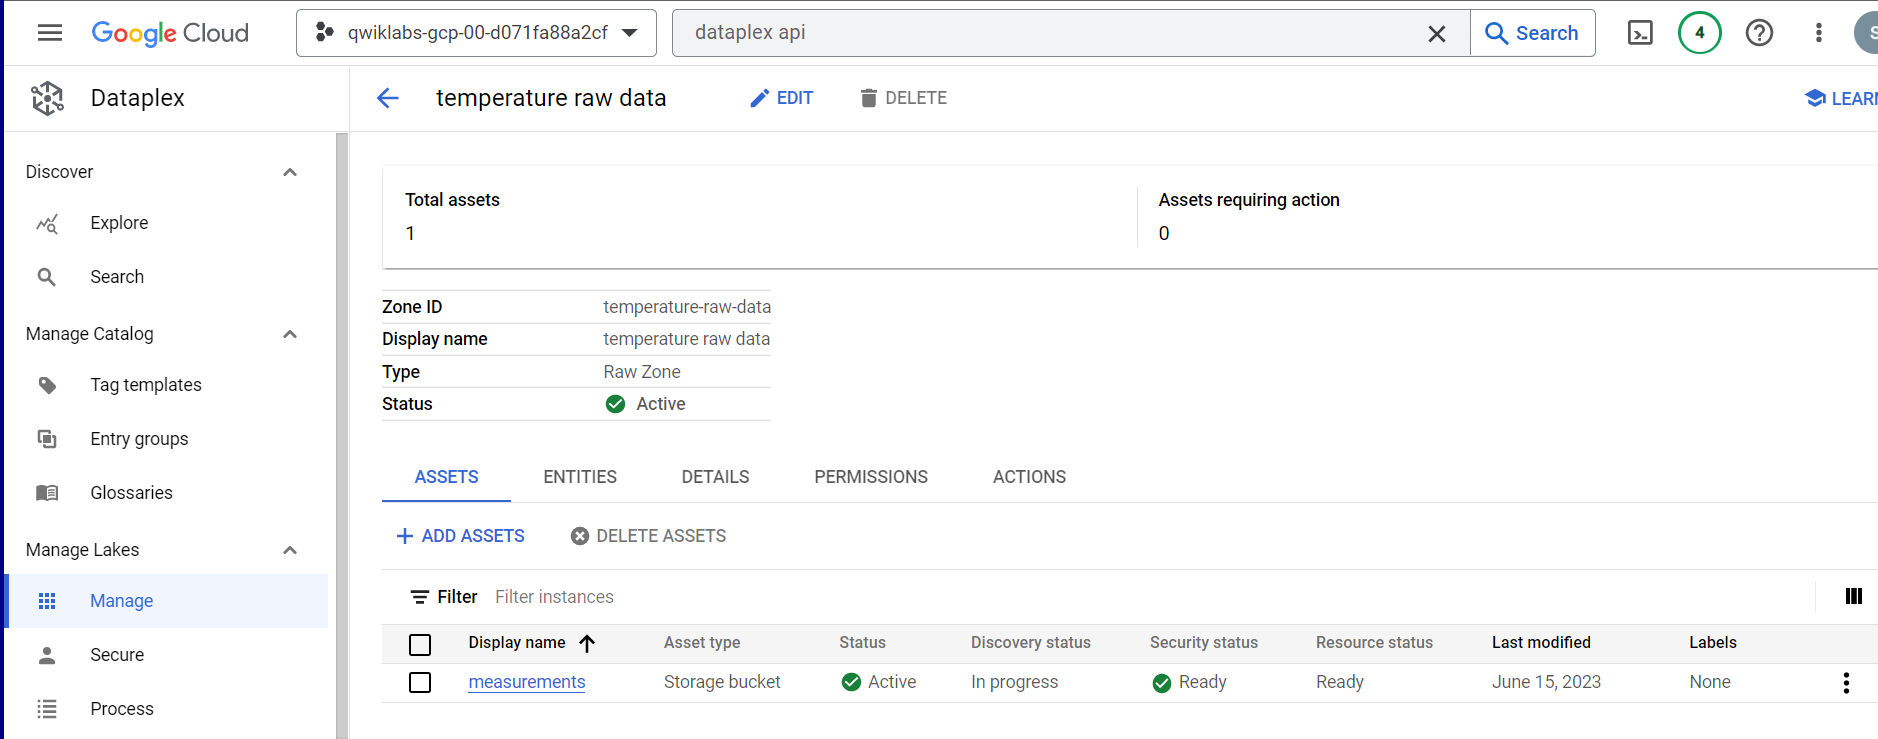 Google Cloud
qwiklabs-gcp-00-d071fa88a2cf
dataplex api
Search
4
S
Dataplex
temperature raw data
EDIT
DELETE
LEARN
Discover
Explore
Search
Manage Catalog
Tag templates
Entry groups
Glossaries
Manage Lakes
Manage
Secure
Process
Total assets
1
Assets requiring action
0
Zone ID temperature-raw-data
Display name temperature raw data
Type Raw Zone
Status Active
ASSETS ENTITIES DETAILS PERMISSIONS ACTIONS
ADD ASSETS DELETE ASSETS
Filter Filter instances
Display name Asset type Status Discovery status Security status Resource status Last modified Labels
measurements Storage bucket Active In progress Ready Ready June 15, 2023 None